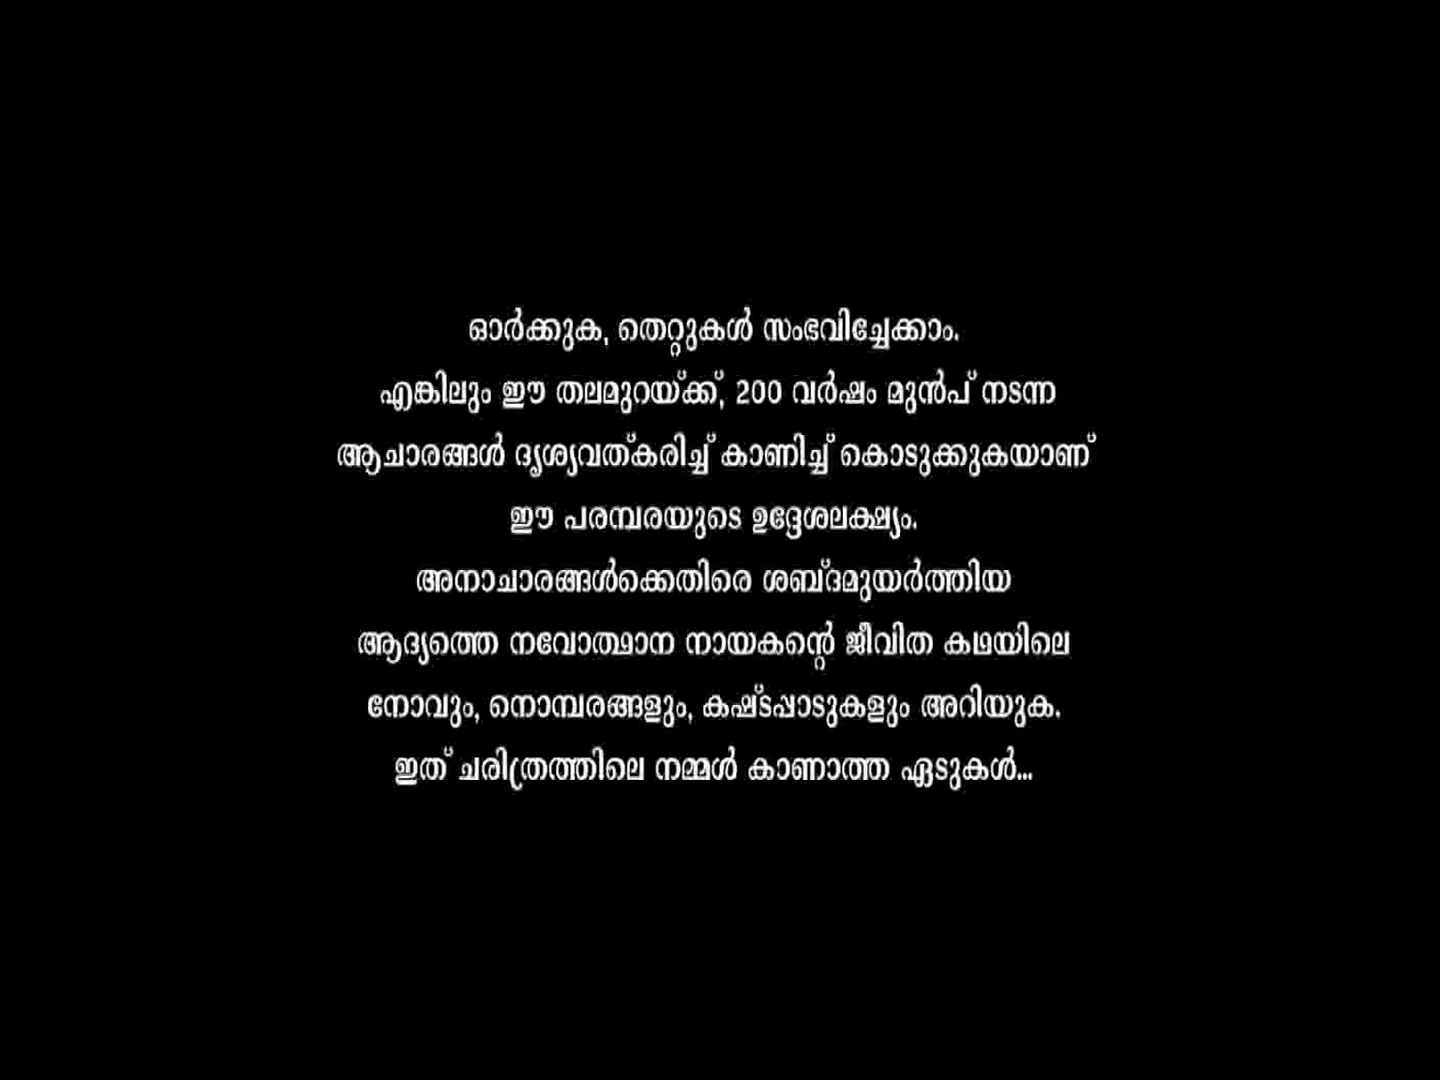 ഓർക്കുക, തെറ്റുകൾ സംഭവിച്ചേക്കാം.
എങ്കിലും ഈ തലമുറയ്ക്ക്, 200 വർഷം മുൻപ് നടന്ന
ആചാരങ്ങൾ ദൃശ്യവത്കരിച്ച് കാണിച്ച് കൊടുക്കുകയാണ്
ഈ പരമ്പരയുടെ ഉദ്ദേശലക്ഷ്യം.
അനാചാരങ്ങൾക്കെതിരെ ശബ്ദമുയർത്തിയ
ആദ്യത്തെ നവോത്ഥാന നായകന്റെ ജീവിത കഥയിലെ
നോവും, നൊമ്പരങ്ങളും, കഷ്ടപ്പാടുകളും അറിയുക.
ഇത് ചരിത്രത്തിലെ നമ്മൾ കാണാത്ത ഏടുകൾ...